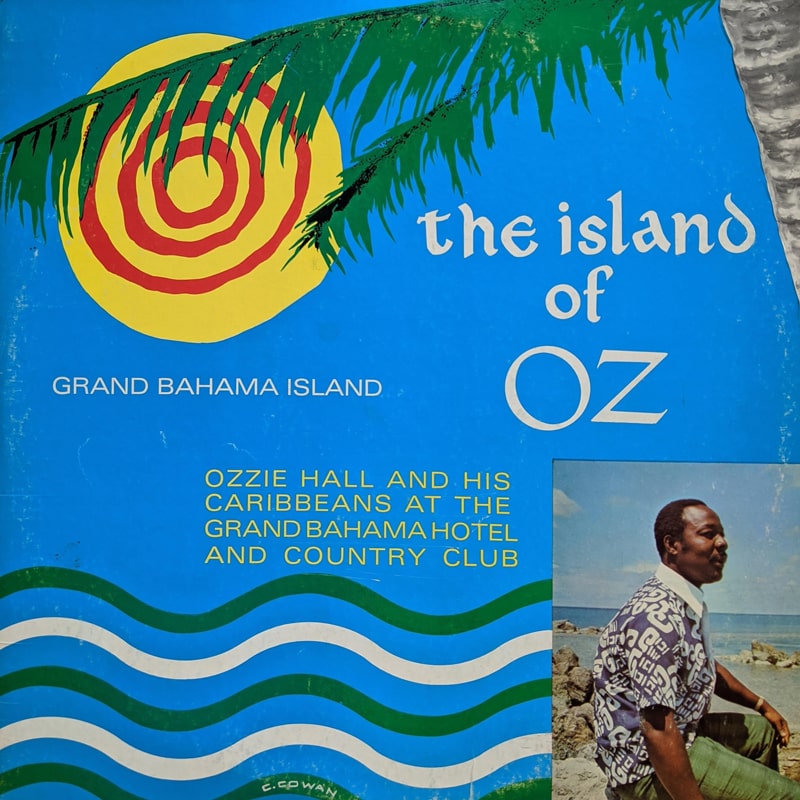 the island
of
OZ
GRAND BAHAMA ISLAND
OZZIE HALL AND HIS
CARIBBEANS AT THE
GRAND BAHAMA HOTEL
AND COUNTRY CLUB
C. COWAN